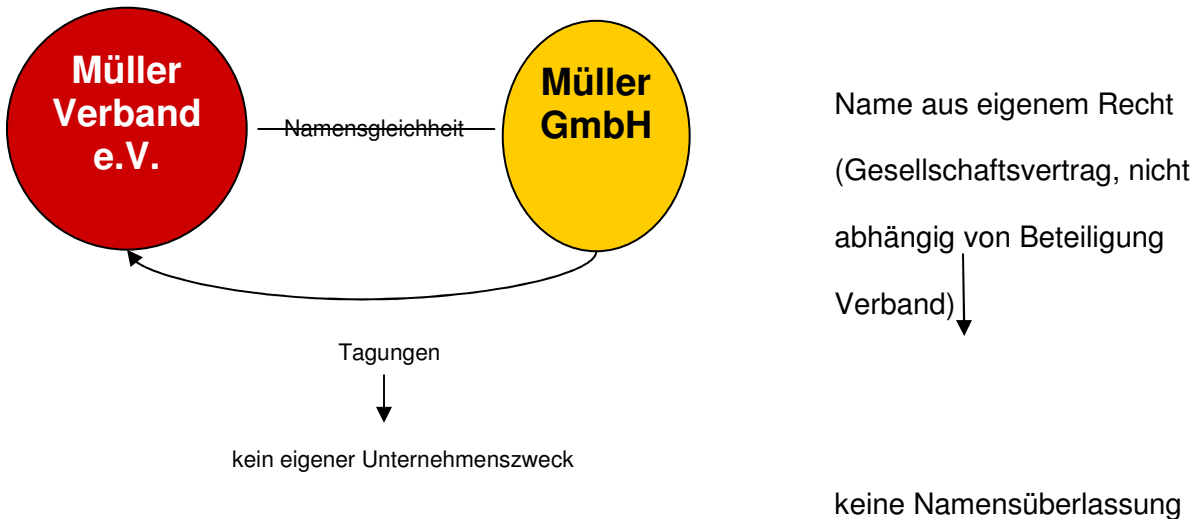 Müller
Verband
e.V.
Namensgleichheit
Müller
GmbH
Tagungen
kein eigener Unternehmenszweck
Name aus eigenem Recht
(Gesellschaftsvertrag, nicht
abhängig von Beteiligung
Verband)
keine Namensüberlassung